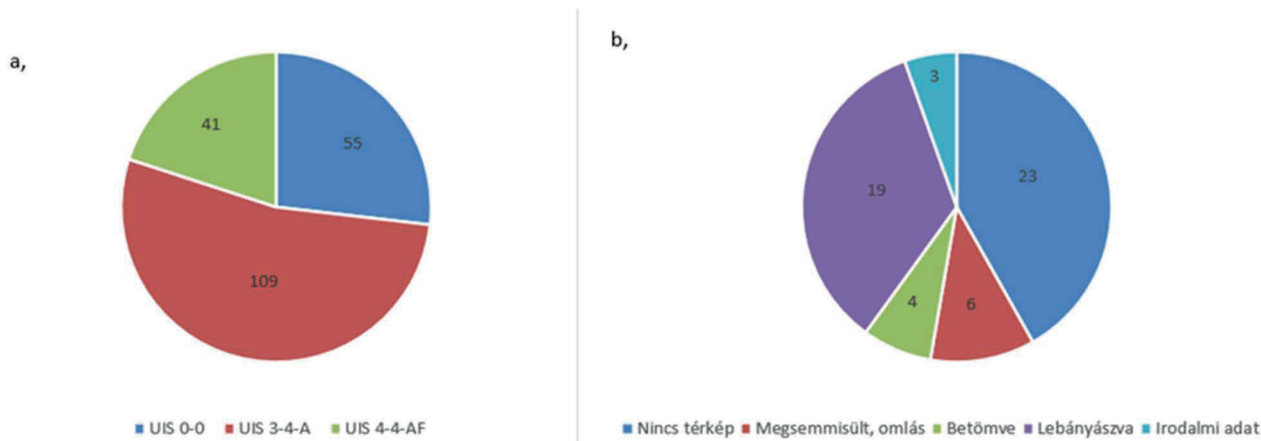 a,
41
55
109
UIS 0-0 UIS 3-4-A UIS 4-4-AF
b,
3
23
19
4
6
Nincs térkép Megsemmisült, omlás Betömve Lebányászva Irodalmi adat